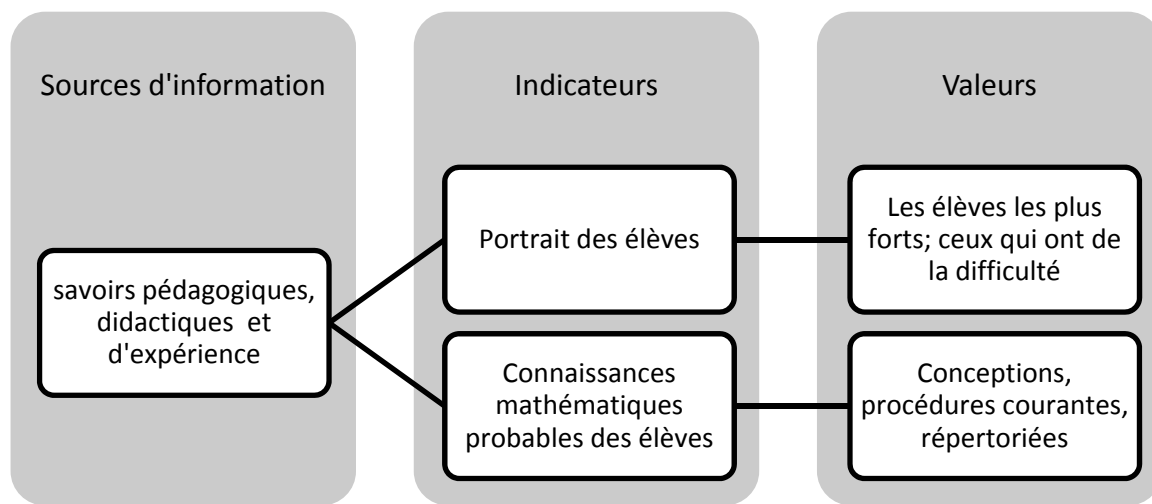 Sources d'information
savoirs pédagogiques,
didactiques et
d'expérience
Indicateurs
Portrait des élèves
Connaissances
mathématiques
probables des élèves
Valeurs
Les élèves les plus
forts; ceux qui ont de
la difficulté
Conceptions,
procédures courantes,
répertoriées